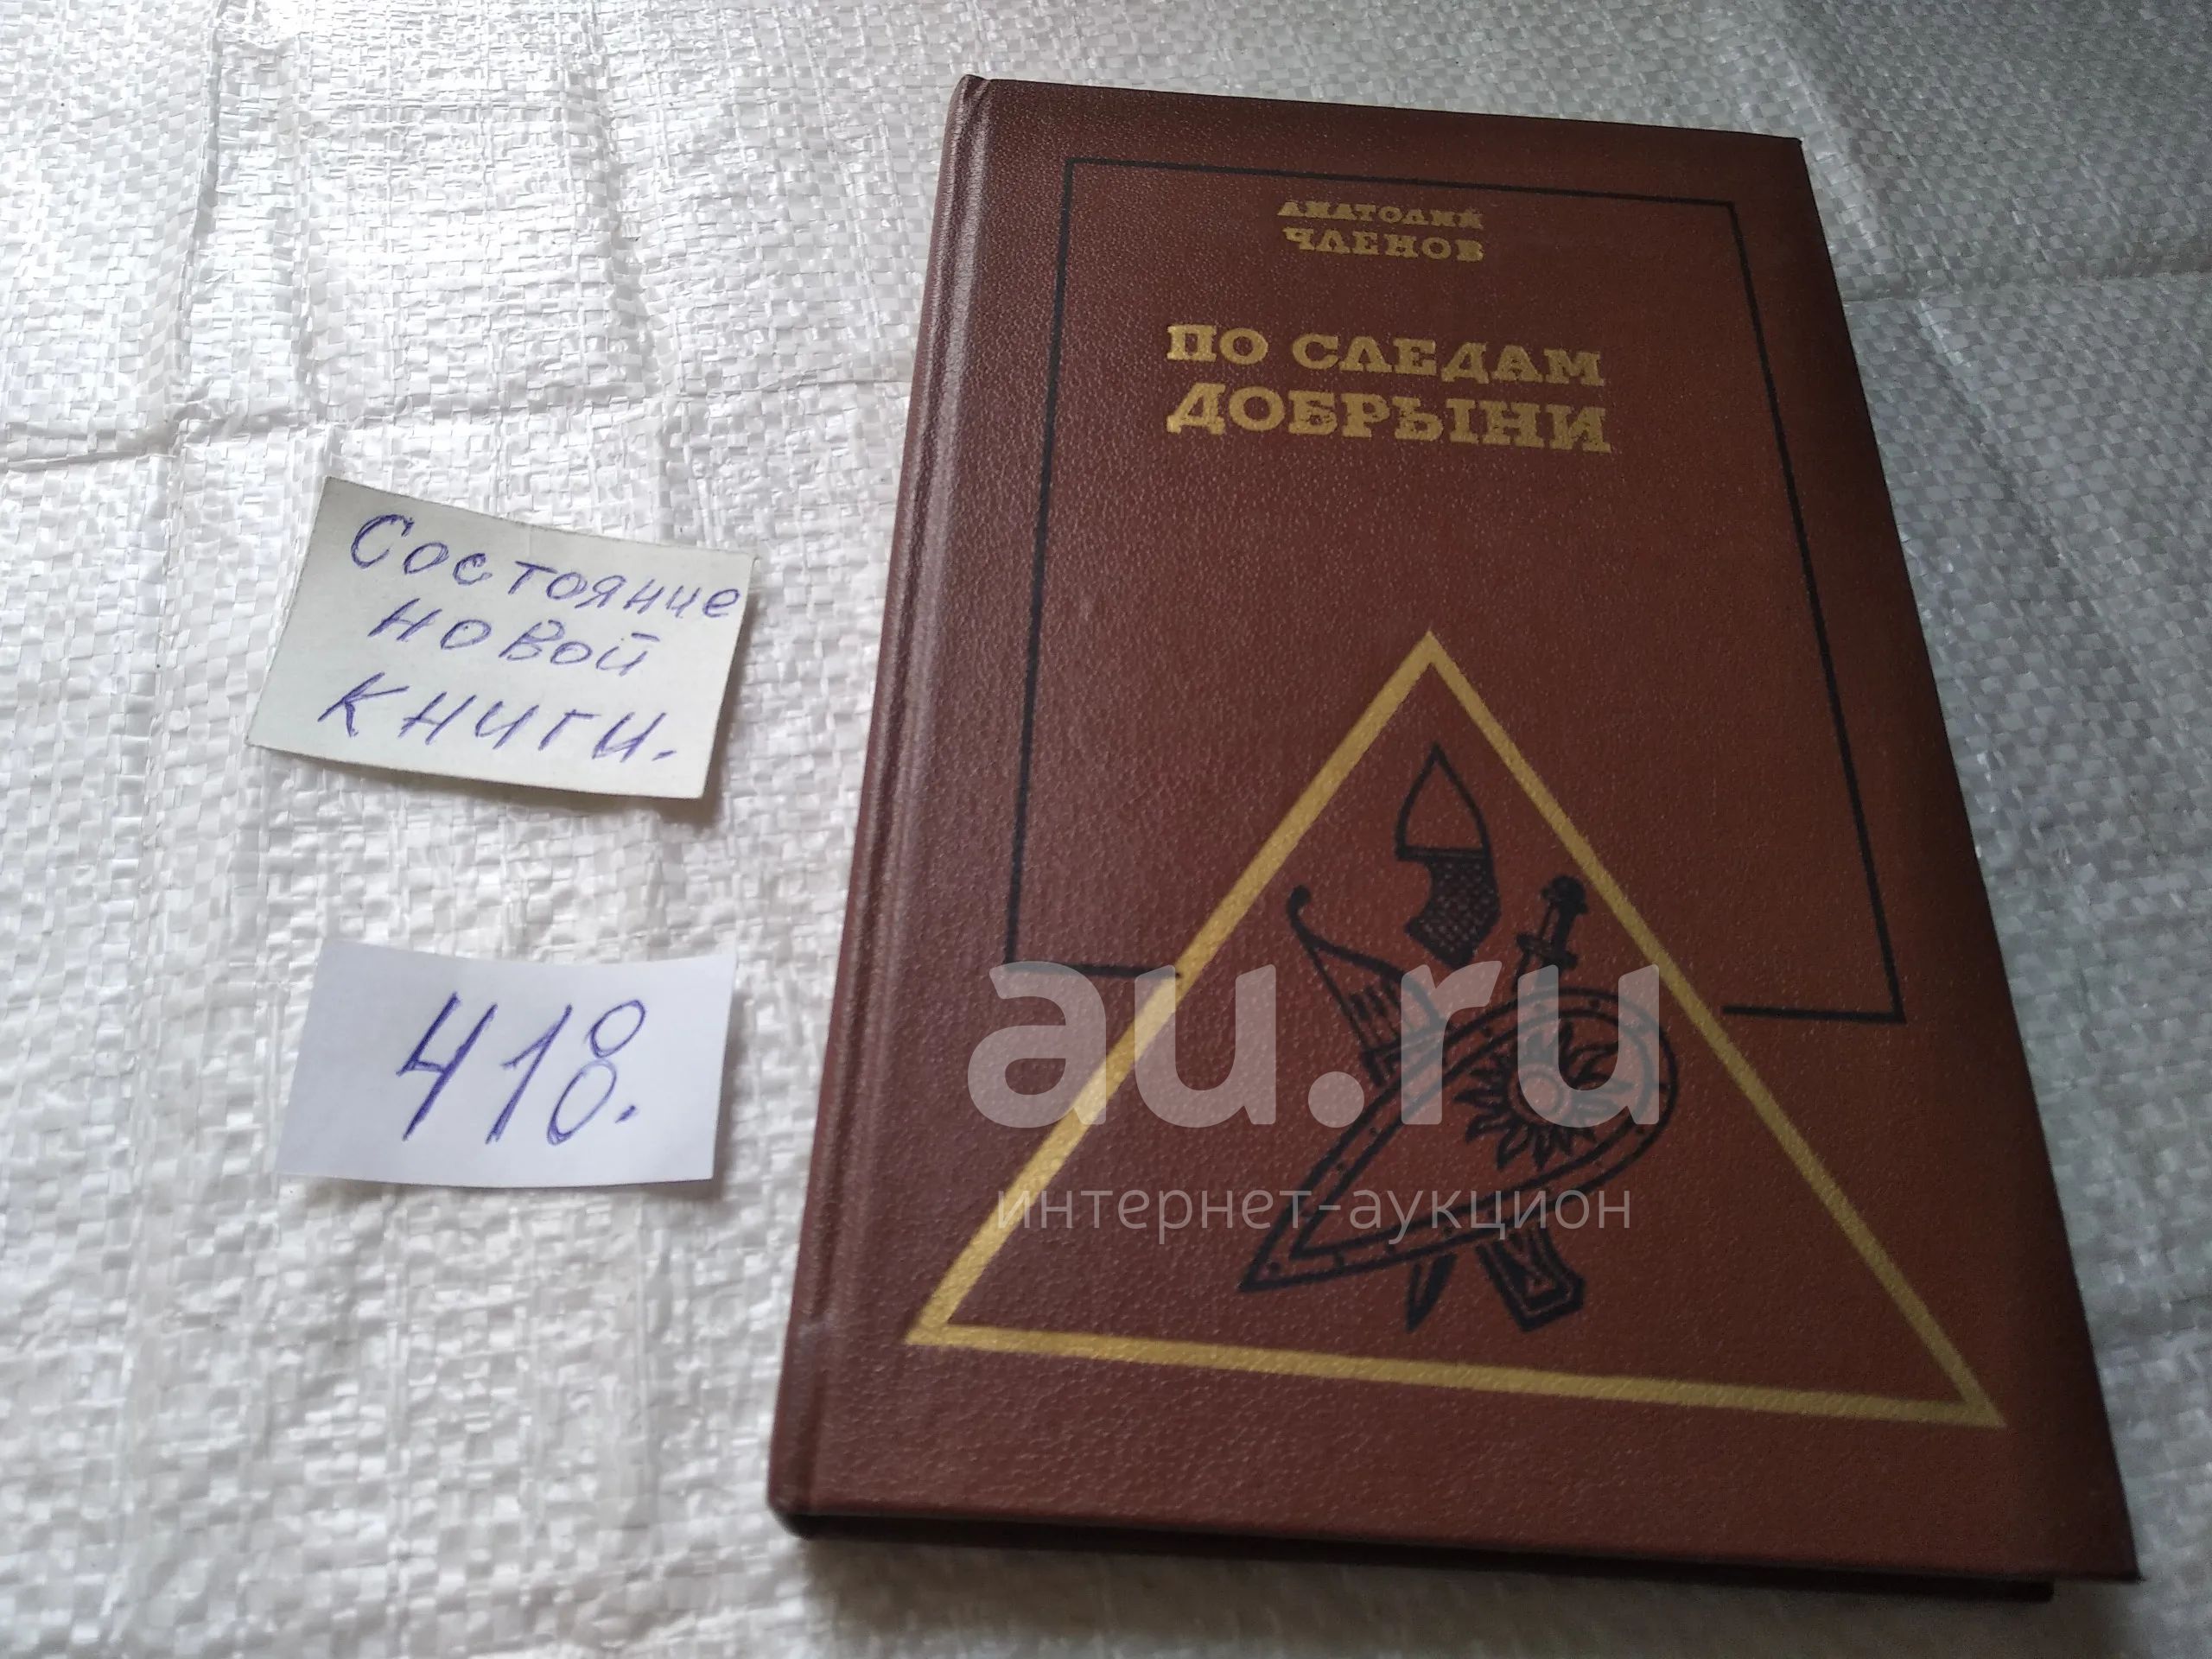 АНАТОЛИЙ
ЧЛЕНОВ
ПО СЛЕДАМ
ДОБРЫНИ
Состояние
новой
книги.
418.
au.ru
интернет-аукцион